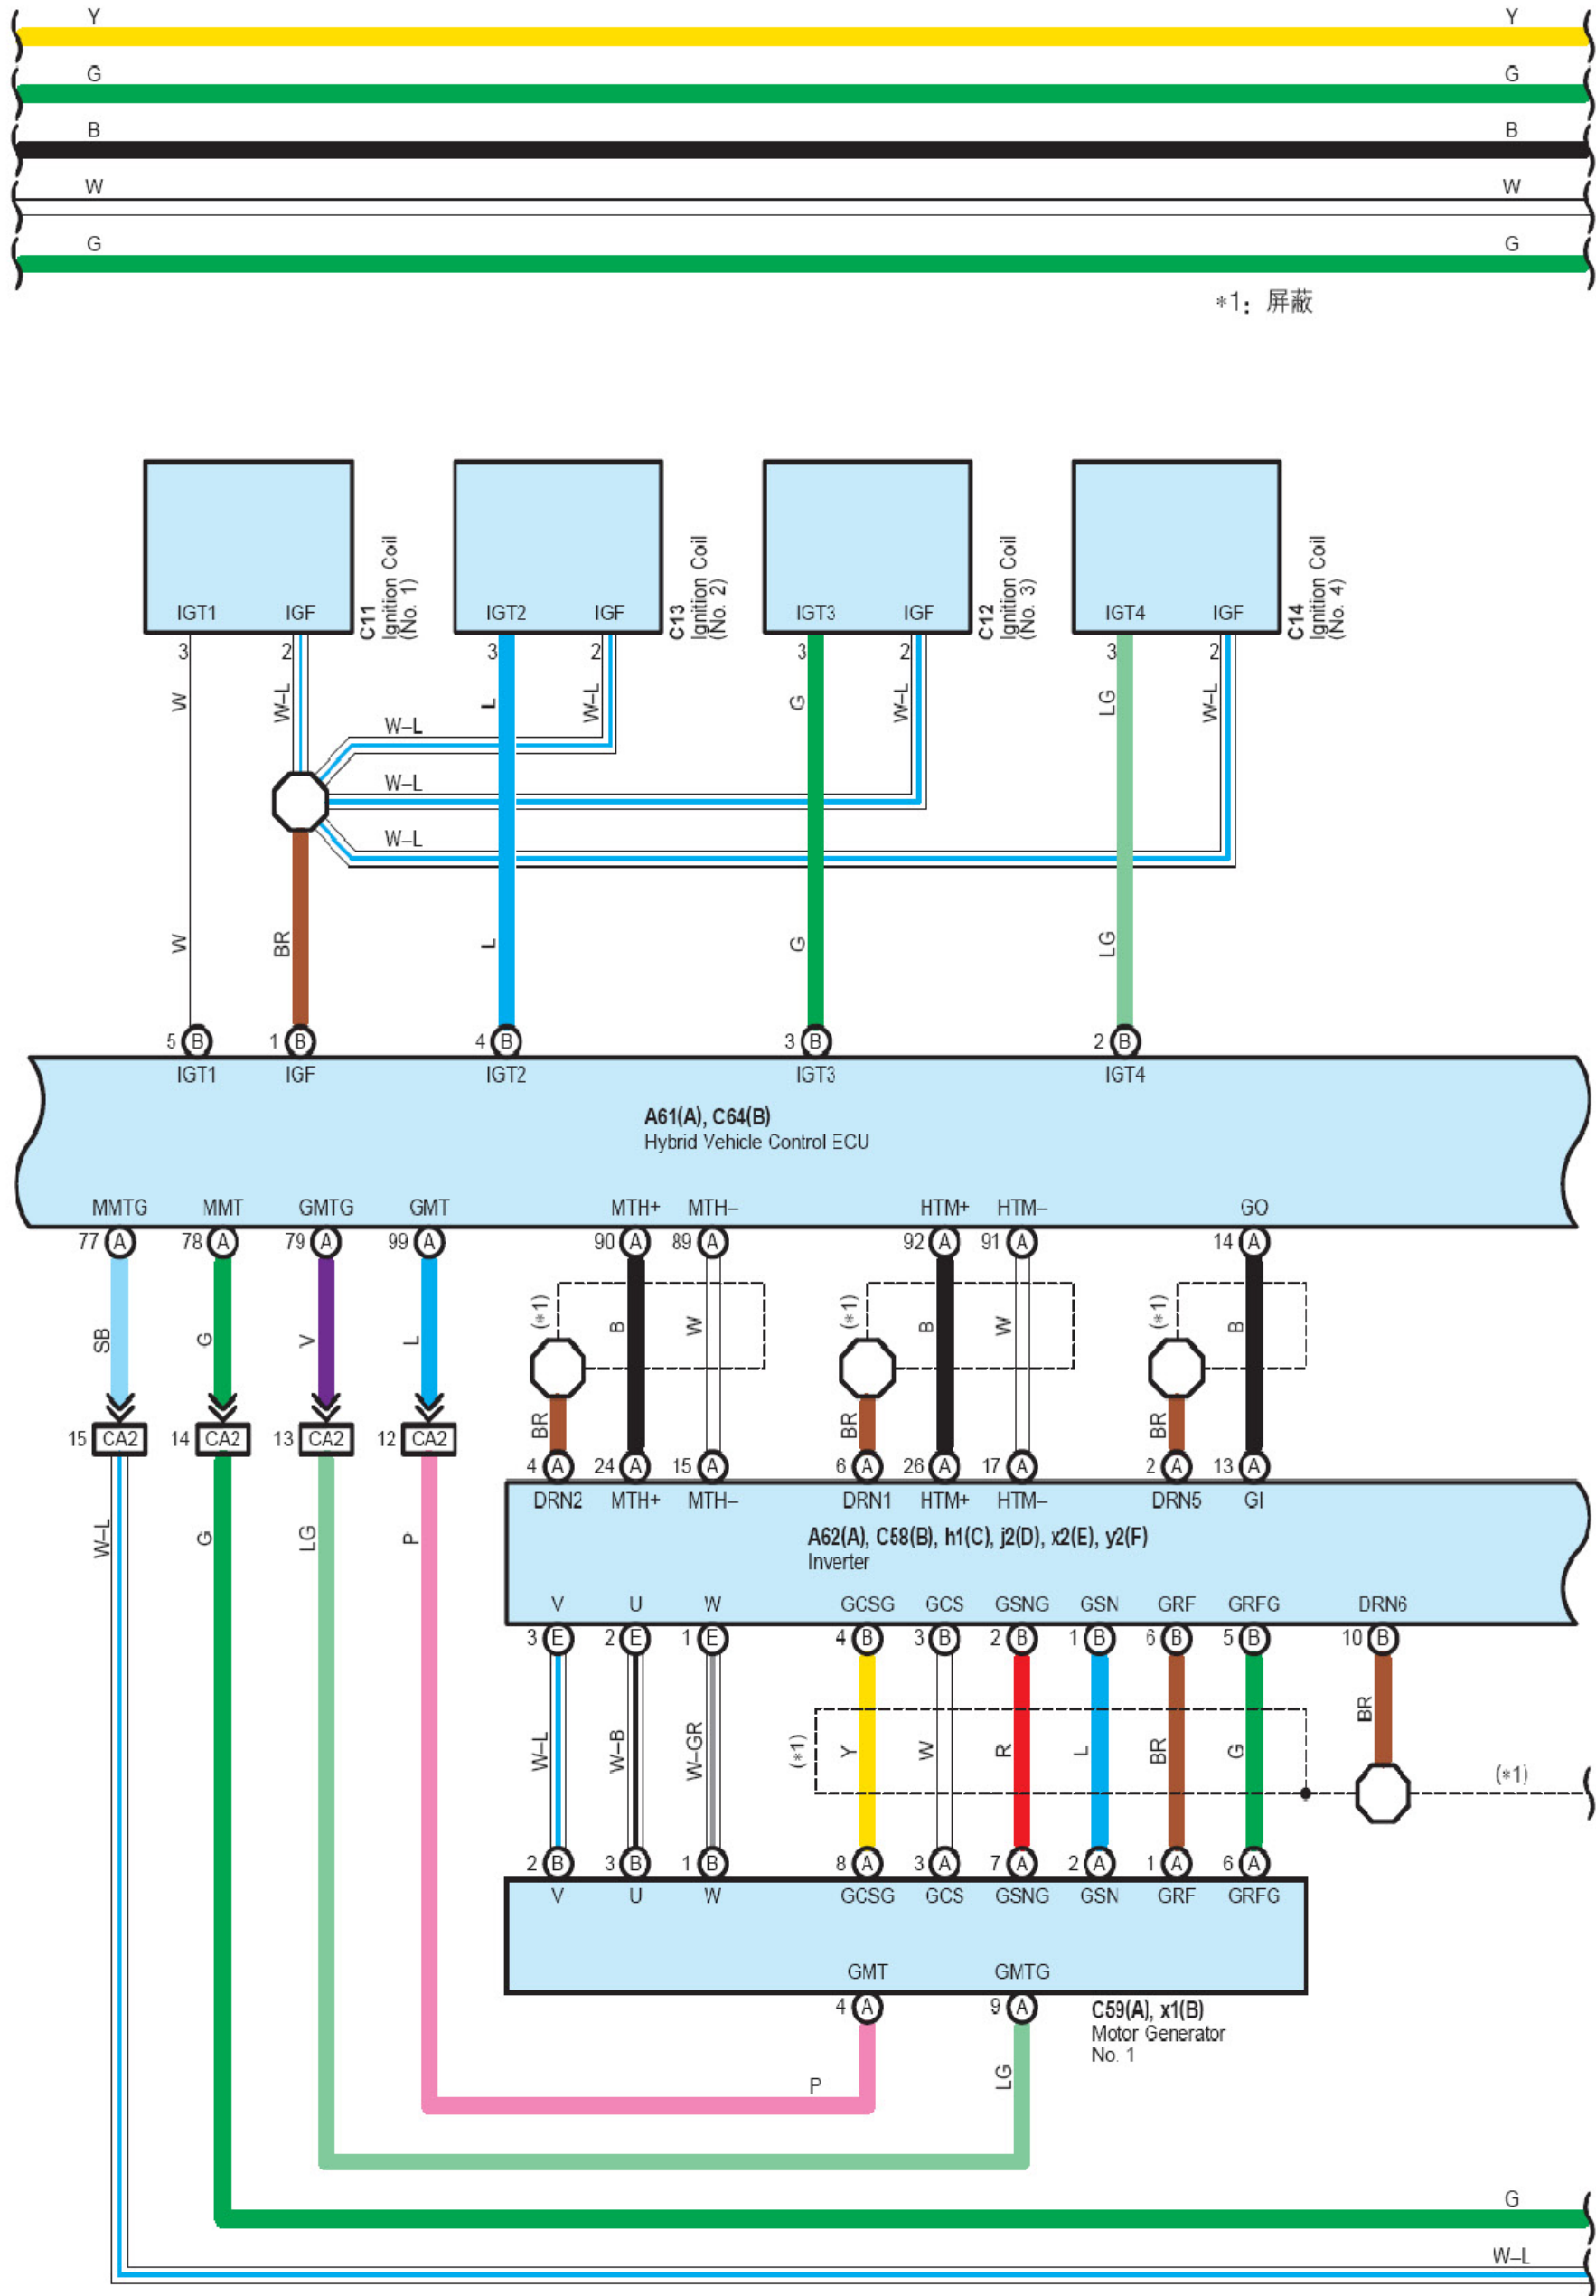 Y Y
G G
B B
W W
G G
*1: 屏蔽
IGT1 IGF
C11
Ignition Coil
(No. 1)
IGT2 IGF
C13
Ignition Coil
(No. 2)
IGT3 IGF
C12
Ignition Coil
(No. 3)
IGT4 IGF
C14
Ignition Coil
(No. 4)
3 2 3 2 3 2 3 2
W W–L L W–L G W–L LG W–L
W–L
W–L
W–L
W BR L G LG
5 B 1 B 4 B 3 B 2 B
IGT1 IGF IGT2 IGT3 IGT4
A61(A), C64(B)
Hybrid Vehicle Control ECU
MMTG MMT GMTG GMT MTH+ MTH– HTM+ HTM– GO
77 A 78 A 79 A 99 A 90 A 89 A 92 A 91 A 14 A
SB G V L (*1) B W (*1) B W (*1) B
BR BR BR
15 CA2 14 CA2 13 CA2 12 CA2
4 A 24 A 15 A 6 A 26 A 17 A 2 A 13 A
DRN2 MTH+ MTH– DRN1 HTM+ HTM– DRN5 GI
W–L G LG P
A62(A), C58(B), h1(C), j2(D), x2(E), y2(F)
Inverter
V U W GCSG GCS GSNG GSN GRF GRFG DRN6
3 E 2 E 1 E 4 B 3 B 2 B 1 B 6 B 5 B 10 B
W–L W–B W–GR (*1) Y W R L BR G BR
(*1)
2 B 3 B 1 B 8 A 3 A 7 A 2 A 1 A 6 A
V U W GCSG GCS GSNG GSN GRF GRFG
GMT GMTG
4 A 9 A
C59(A), x1(B)
Motor Generator
No. 1
P LG
G
W–L